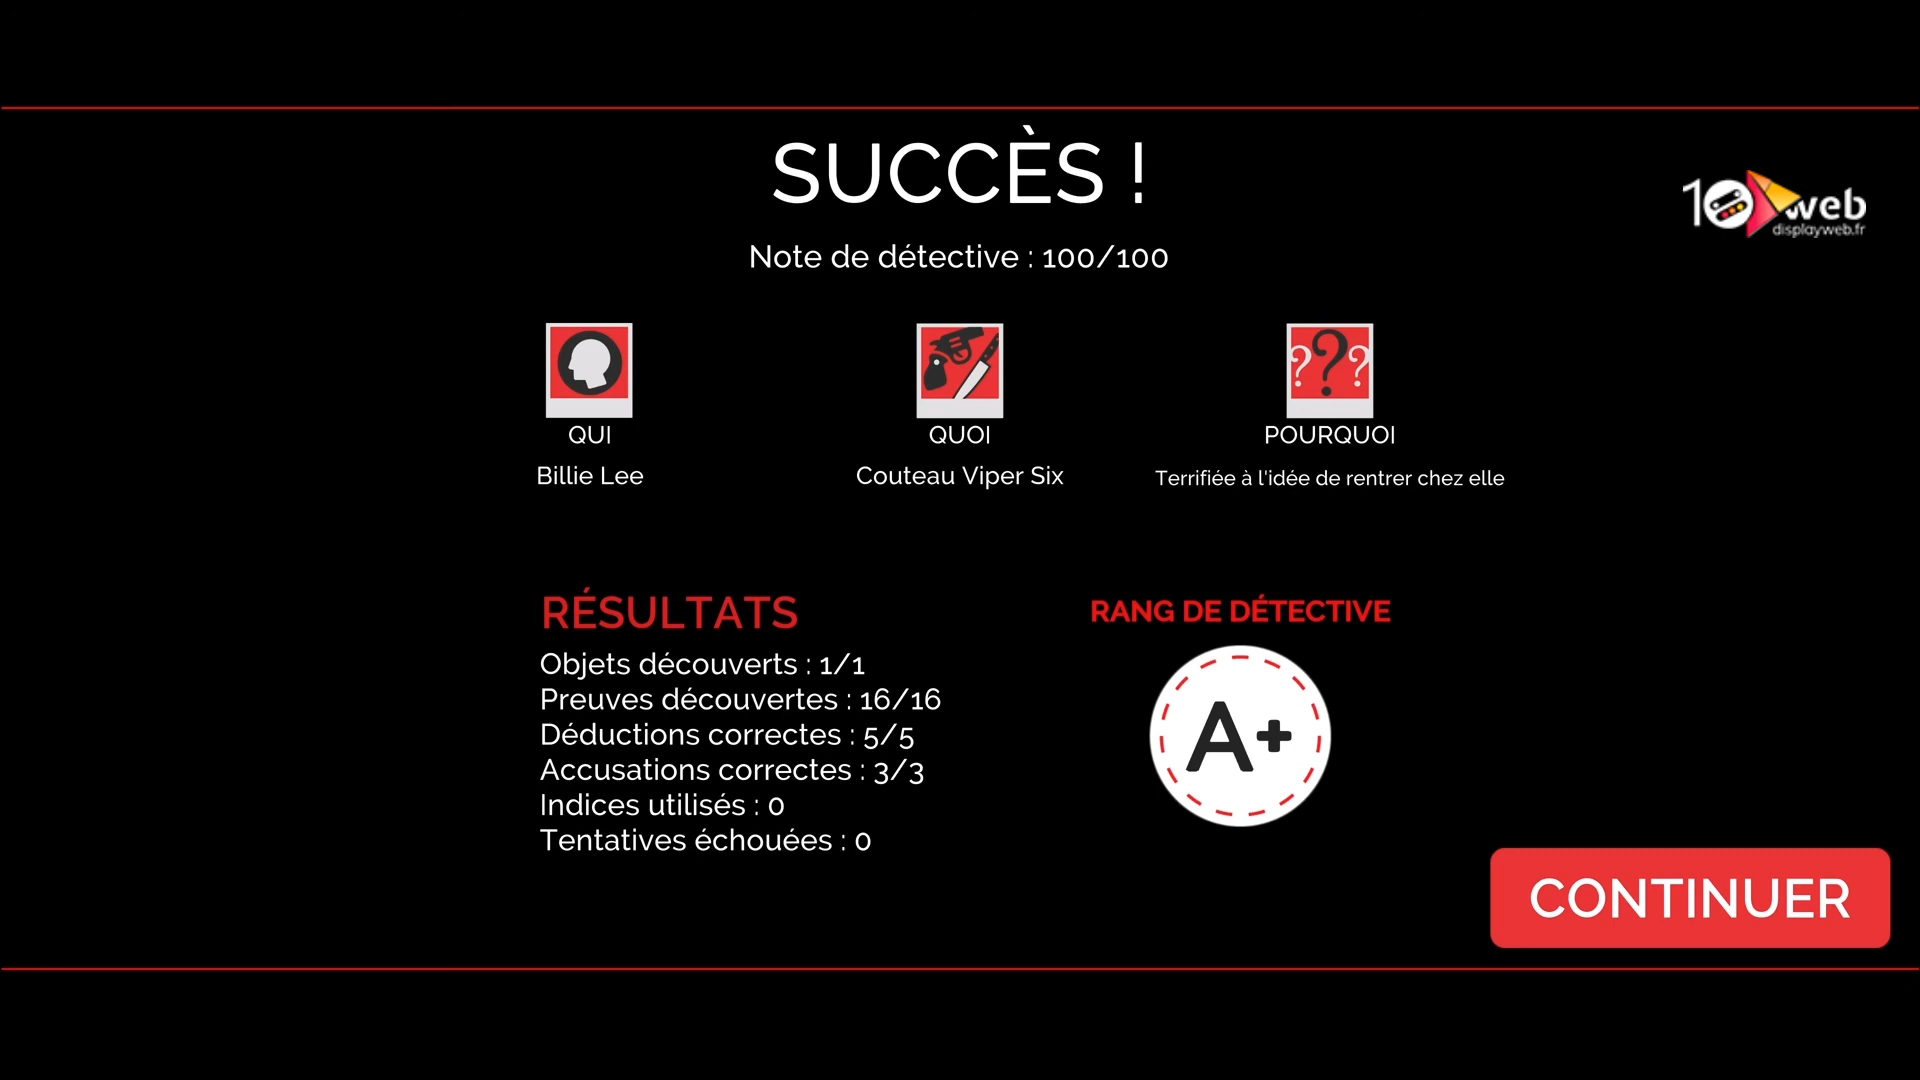 SUCCÈS !
10 web
displayweb.fr
Note de détective : 100/100
QUI
QUOI
POURQUOI
Billie Lee
Couteau Viper Six
Terrifiée à l'idée de rentrer chez elle
RÉSULTATS
Objets découverts : 1/1
Preuves découvertes : 16/16
Déductions correctes : 5/5
Accusations correctes : 3/3
Indices utilisés : 0
Tentatives échouées : 0
RANG DE DÉTECTIVE
A+
CONTINUER